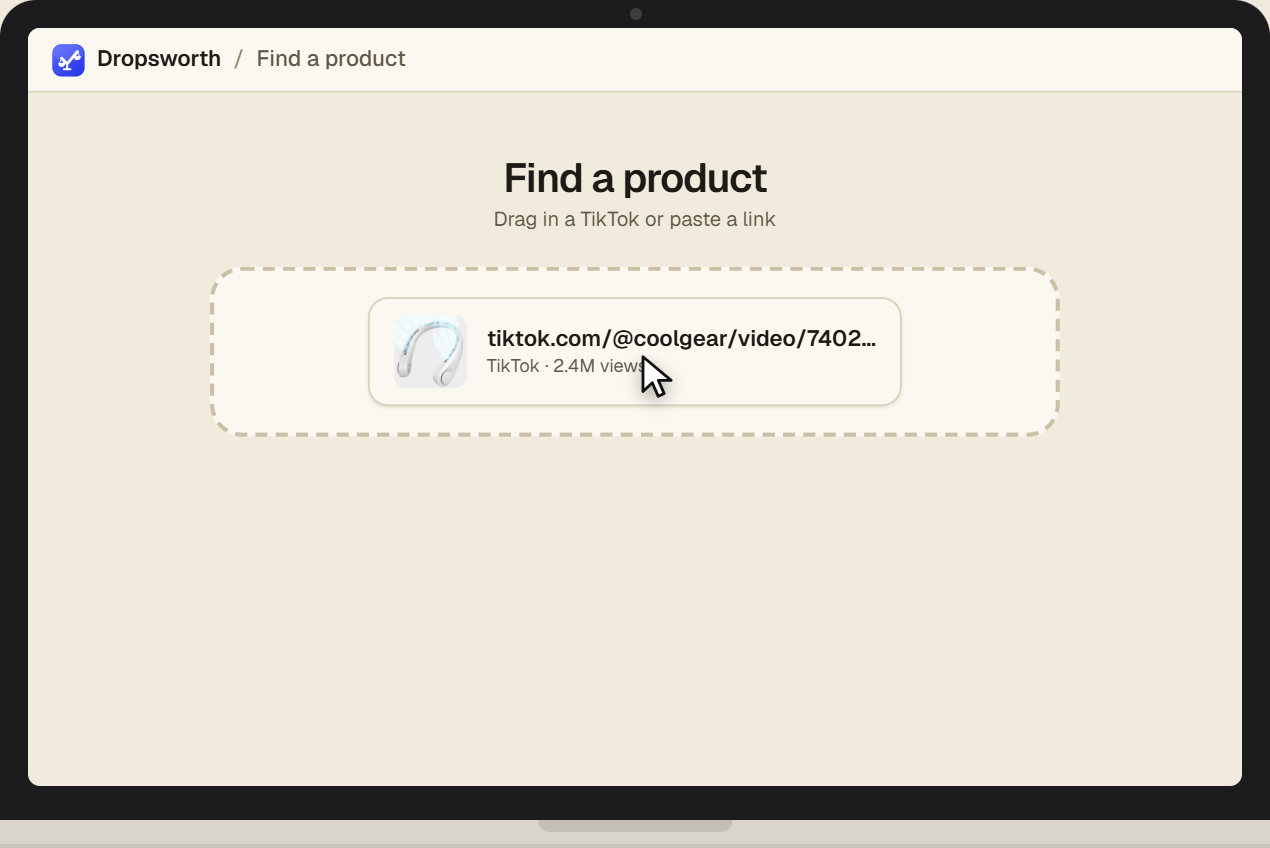 Dropsworth / Find a product
Find a product
Drag in a TikTok or paste a link
tiktok.com/@coolgear/video/7402...
TikTok · 2.4M views